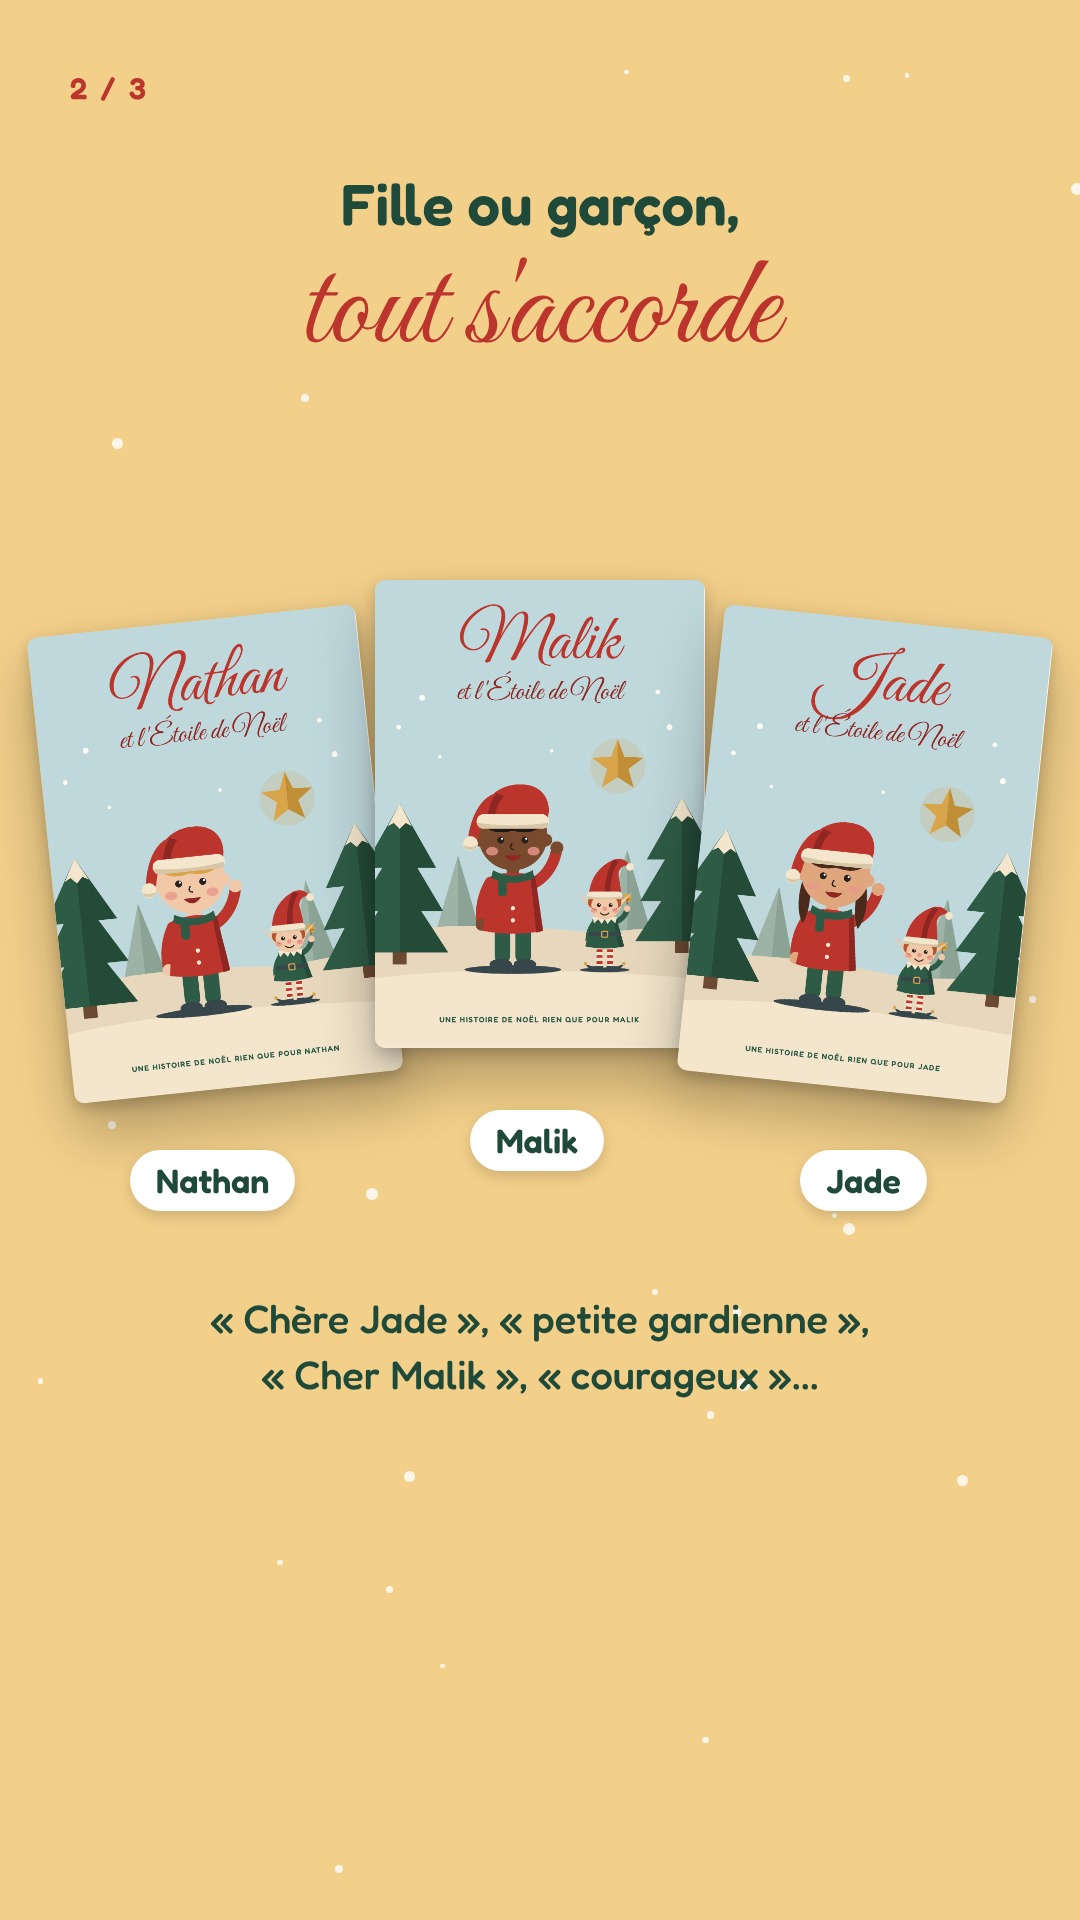 2 / 3
Fille ou garçon,
tout s'accorde
Nathan
et l'Étoile de Noël
UNE HISTOIRE DE NOËL RIEN QUE POUR NATHAN
Malik
et l'Étoile de Noël
UNE HISTOIRE DE NOËL RIEN QUE POUR MALIK
Jade
et l'Étoile de Noël
UNE HISTOIRE DE NOËL RIEN QUE POUR JADE
Nathan
Malik
Jade
« Chère Jade », « petite gardienne »,
« Cher Malik », « courageux »...